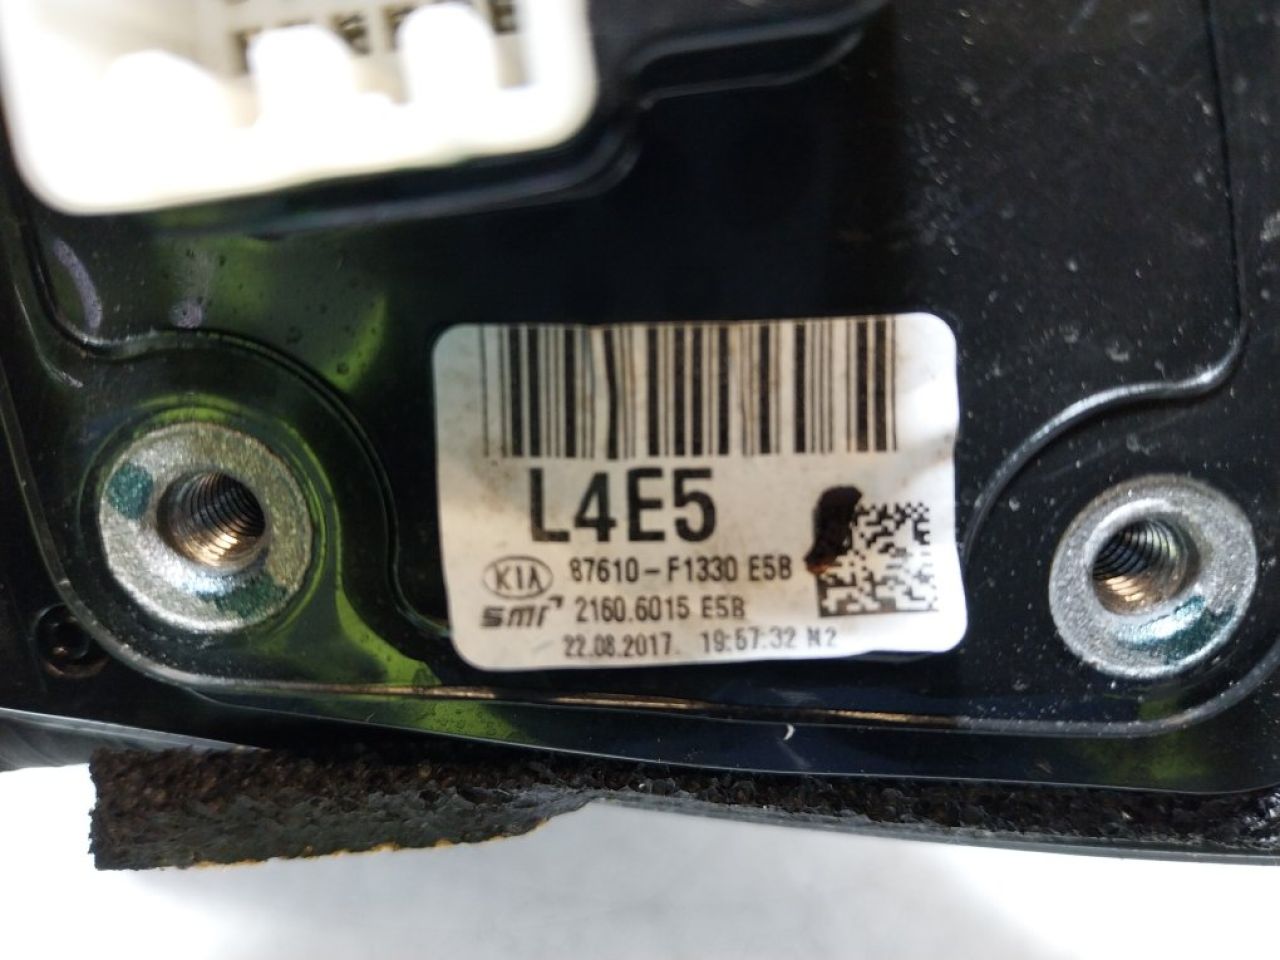 L4E5
KIA 87610-F1330 E5B
smr 2160.6015 E5B
22.08.2017. 19:57:32 N2